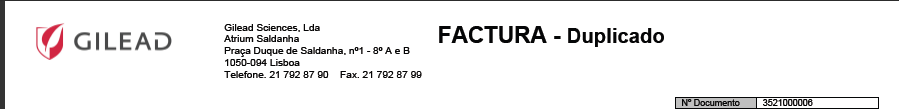 GILEAD
Gilead Sciences, Lda
Atrium Saldanha
Praça Duque de Saldanha, nº1 - 8º A e B
1050-094 Lisboa
Telefone. 21 792 87 90 Fax. 21 792 87 99
FACTURA - Duplicado
Nº Documento 3521000006